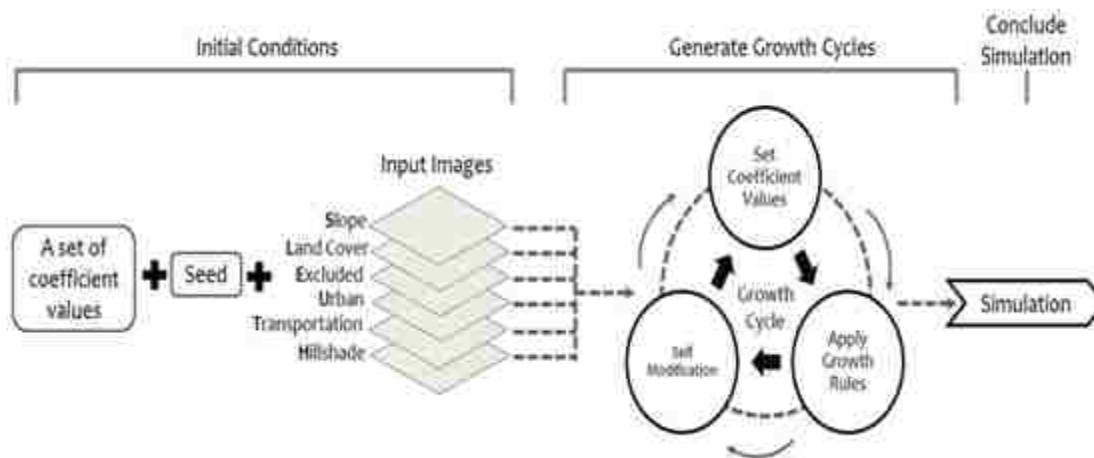 Initial Conditions
Generate Growth Cycles
Conclude
Simulation
Input Images
A set of
coefficient
values
Seed
Slope
Land Cover
Excluded
Urban
Transportation
Hillshade
Set
Coefficient
Values
Growth
Cycle
Self
Modification
Apply
Growth
Rules
Simulation